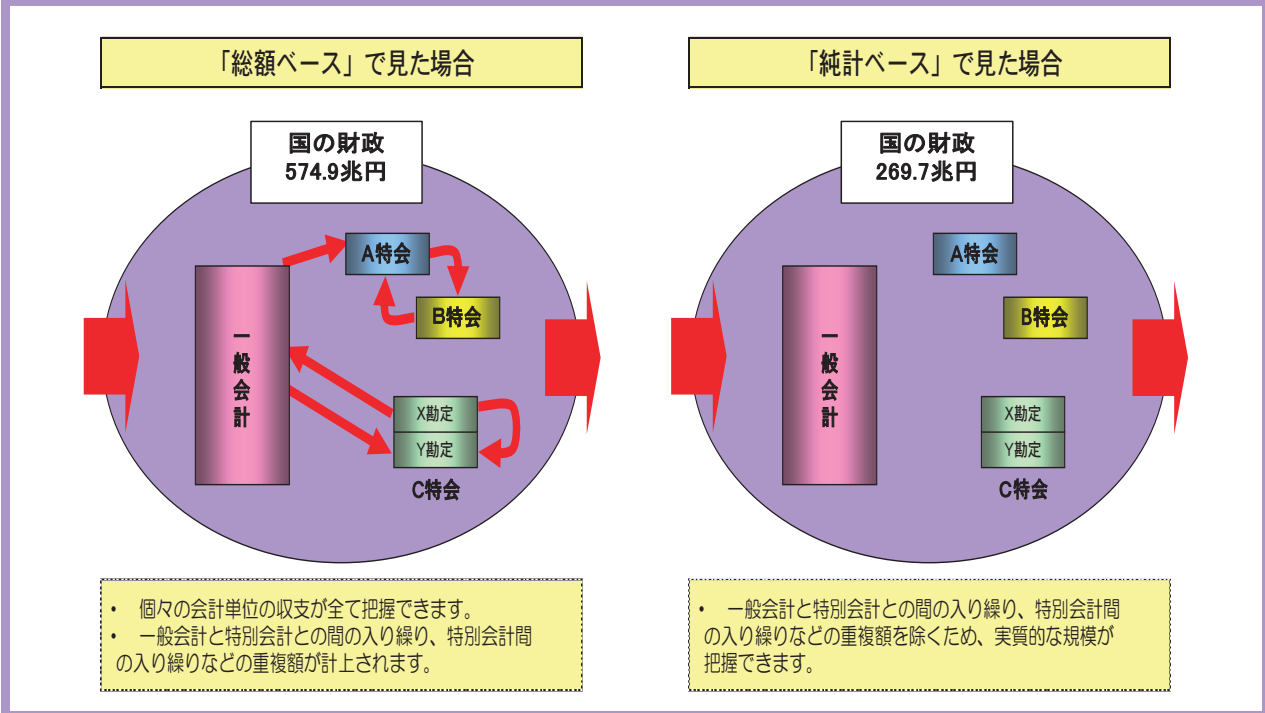 「総額ベース」で見た場合
国の財政
574.9兆円
A特会
B特会
一般会計
X勘定
Y勘定
C特会
・　個々の会計単位の収支が全て把握できます。
・　一般会計と特別会計との間の入り繰り、特別会計間
の入り繰りなどの重複額が計上されます。
「純計ベース」で見た場合
国の財政
269.7兆円
A特会
B特会
一般会計
X勘定
Y勘定
C特会
・　一般会計と特別会計との間の入り繰り、特別会計間
の入り繰りなどの重複額を除くため、実質的な規模が
把握できます。